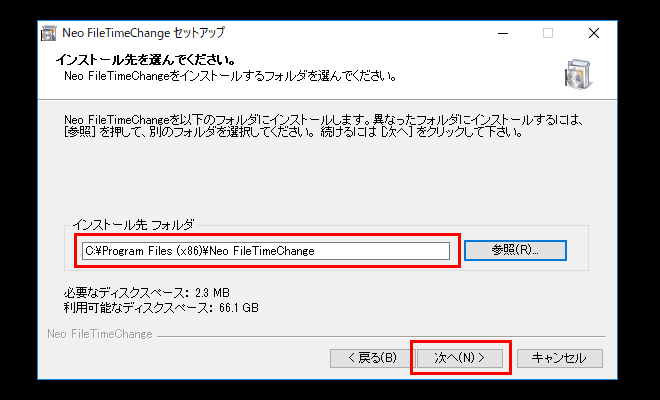 Neo FileTimeChange セットアップ
インストール先を選んでください。
Neo FileTimeChangeをインストールするフォルダを選んでください。
Neo FileTimeChangeを以下のフォルダにインストールします。異なったフォルダにインストールするには、
[参照] を押して、別のフォルダを選択してください。 続けるには [次へ] をクリックして下さい。
インストール先 フォルダ
C:¥Program Files (x86)¥Neo FileTimeChange
参照(R)...
必要なディスクスペース: 2.3 MB
利用可能なディスクスペース: 66.1 GB
Neo FileTimeChange
< 戻る(B)
次へ(N) >
キャンセル